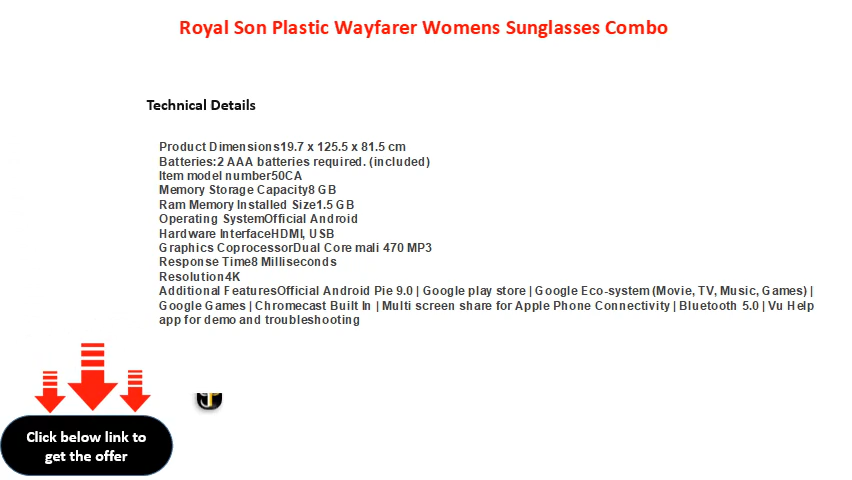 Royal Son Plastic Wayfarer Womens Sunglasses Combo
Technical Details
Product Dimensions19.7 x 125.5 x 81.5 cm
Batteries:2 AAA batteries required. (included)
Item model number50CA
Memory Storage Capacity8 GB
Ram Memory Installed Size1.5 GB
Operating SystemOfficial Android
Hardware InterfaceHDMI, USB
Graphics CoprocessorDual Core mali 470 MP3
Response Time8 Milliseconds
Resolution4K
Additional FeaturesOfficial Android Pie 9.0 | Google play store | Google Eco-system (Movie, TV, Music, Games) |
Google Games | Chromecast Built In | Multi screen share for Apple Phone Connectivity | Bluetooth 5.0 | Vu Help
app for demo and troubleshooting
Click below link to
get the offer